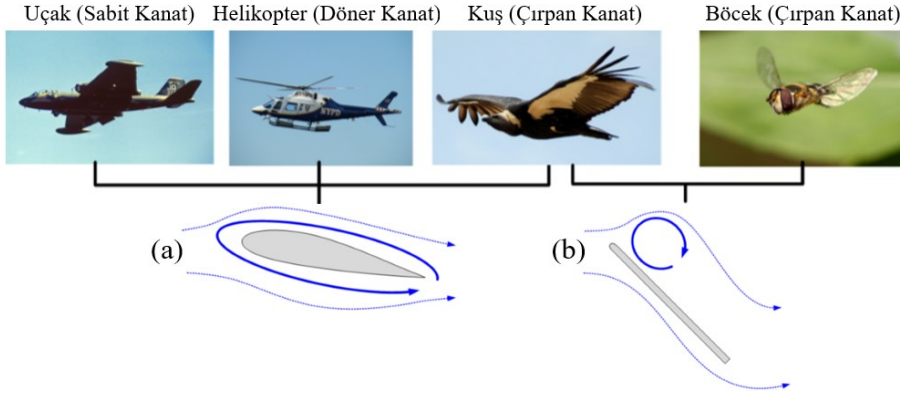 Uçak (Sabit Kanat) Helikopter (Döner Kanat) Kuş (Çırpan Kanat) Böcek (Çırpan Kanat)
(a) (b)